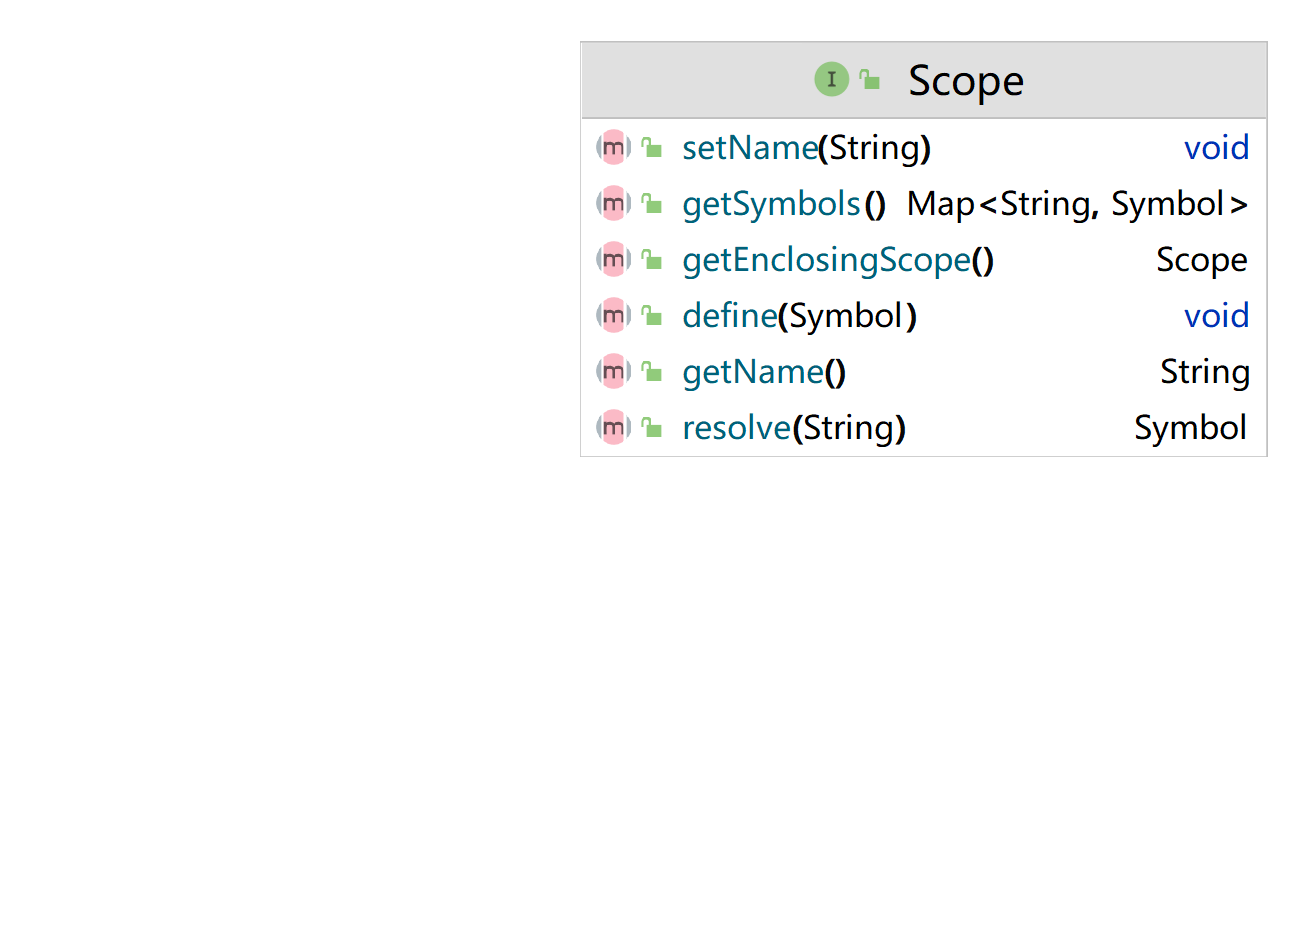 I Scope
m setName(String) void
m getSymbols() Map<String, Symbol>
m getEnclosingScope() Scope
m define(Symbol) void
m getName() String
m resolve(String) Symbol